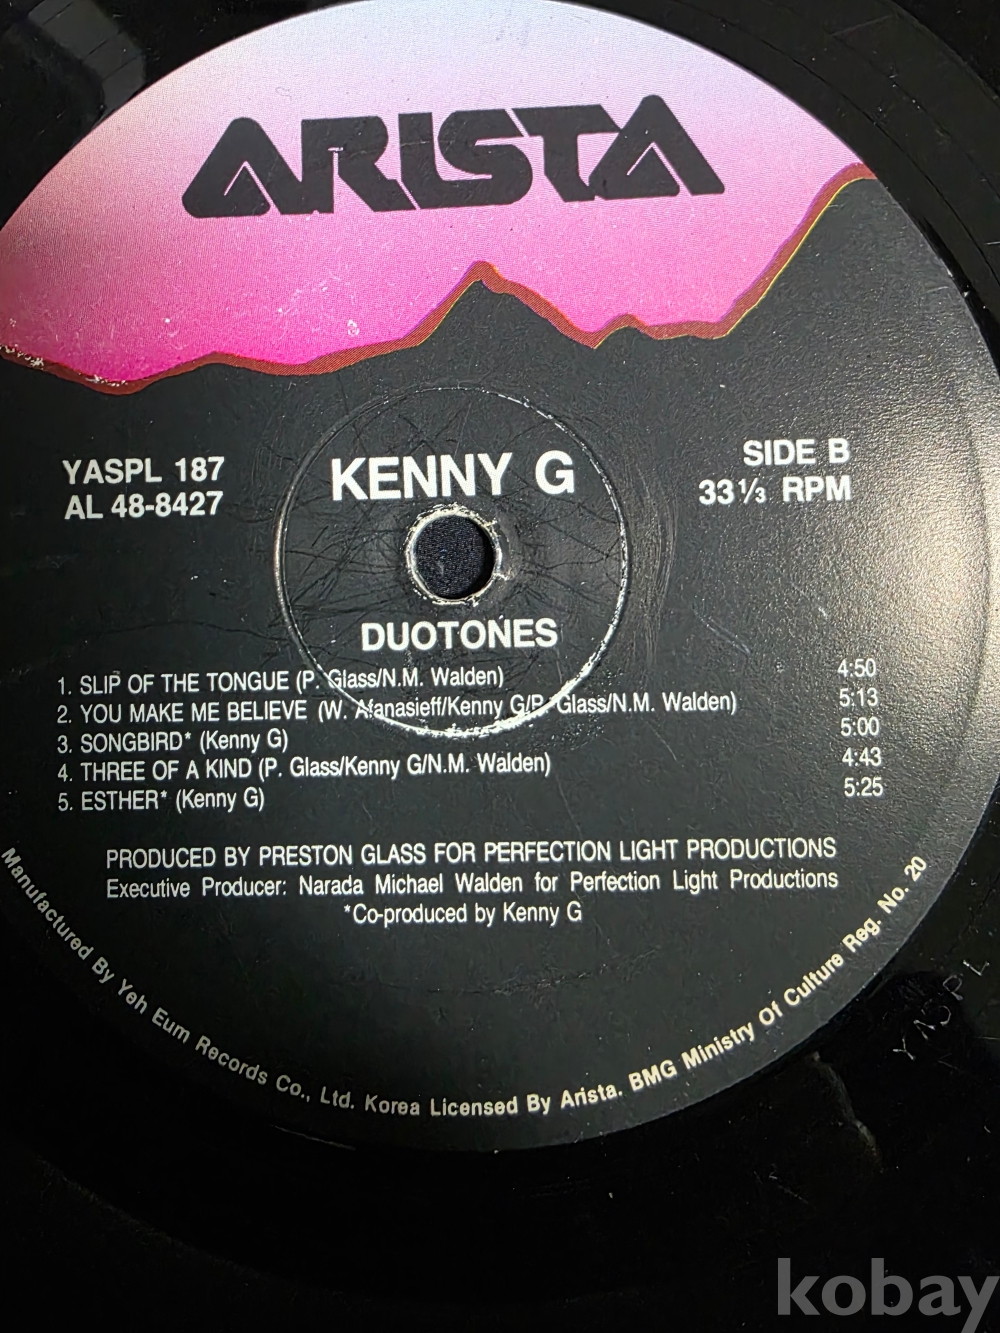 ARISTA
YASPL 187
AL 48-8427
KENNY G
SIDE B
33⅓ RPM
DUOTONES
1. SLIP OF THE TONGUE (P. Glass/N.M. Walden) 4:50
2. YOU MAKE ME BELIEVE (W. Afanasieff/Kenny G/P. Glass/N.M. Walden) 5:13
3. SONGBIRD* (Kenny G) 5:00
4. THREE OF A KIND (P. Glass/Kenny G/N.M. Walden) 4:43
5. ESTHER* (Kenny G) 5:25
PRODUCED BY PRESTON GLASS FOR PERFECTION LIGHT PRODUCTIONS
Executive Producer: Narada Michael Walden for Perfection Light Productions
*Co-produced by Kenny G
Manufactured By Yeh Eum Records Co., Ltd. Korea Licensed By Arista. BMG Ministry Of Culture Reg. No. 20
YASPL
kobay